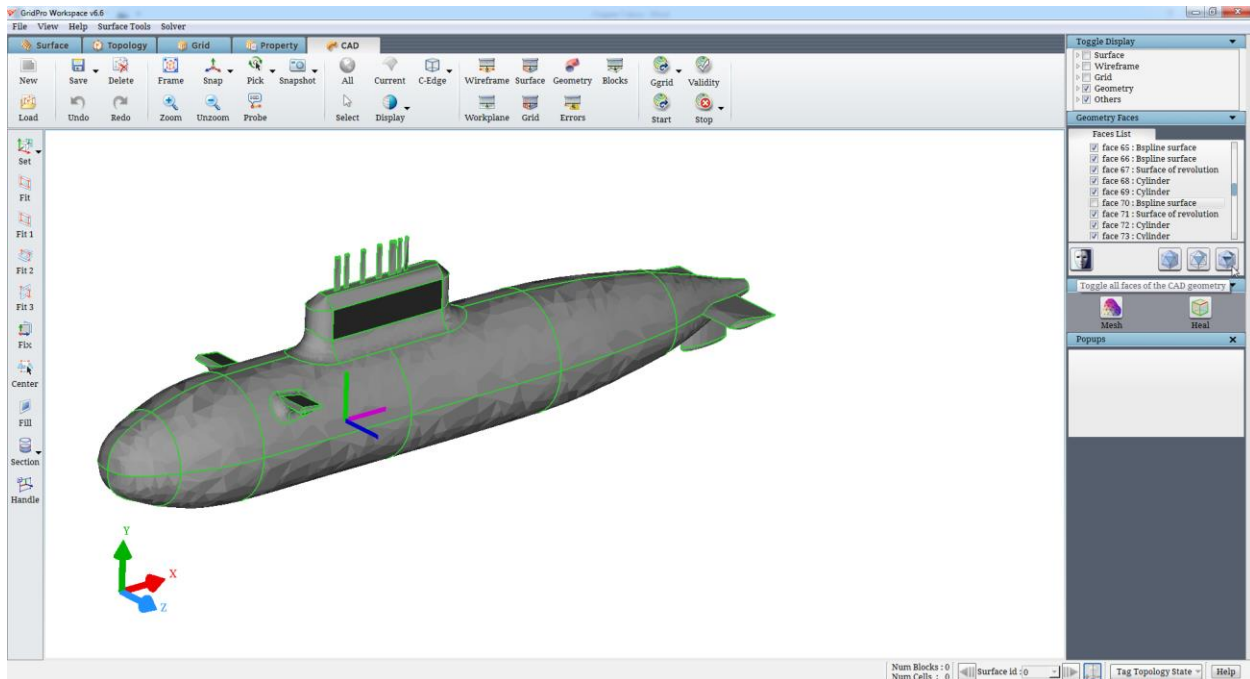 GridPro Workspace v6.6
File View Help Surface Tools Solver
Surface Topology Grid Property CAD
New Save Delete Frame Snap Pick Snapshot All Current C-Edge Wireframe Surface Geometry Blocks Ggrid Validity
Load Undo Redo Zoom Unzoom Probe Select Display Workplane Grid Errors Start Stop
Set
Fit
Fit 1
Fit 2
Fit 3
Fix
Center
Fill
Section
Handle
Y
X
Z
Toggle Display
Surface
Wireframe
Grid
Geometry
Others
Geometry Faces
Faces List
face 65 : Bspline surface
face 66 : Bspline surface
face 67 : Surface of revolution
face 68 : Cylinder
face 69 : Cylinder
face 70 : Bspline surface
face 71 : Surface of revolution
face 72 : Cylinder
face 73 : Cylinder
Toggle all faces of the CAD geometry
Mesh Heal
Popups
Num Blocks : 0
Num Cells : 0
Surface id : 0
Tag Topology State
Help